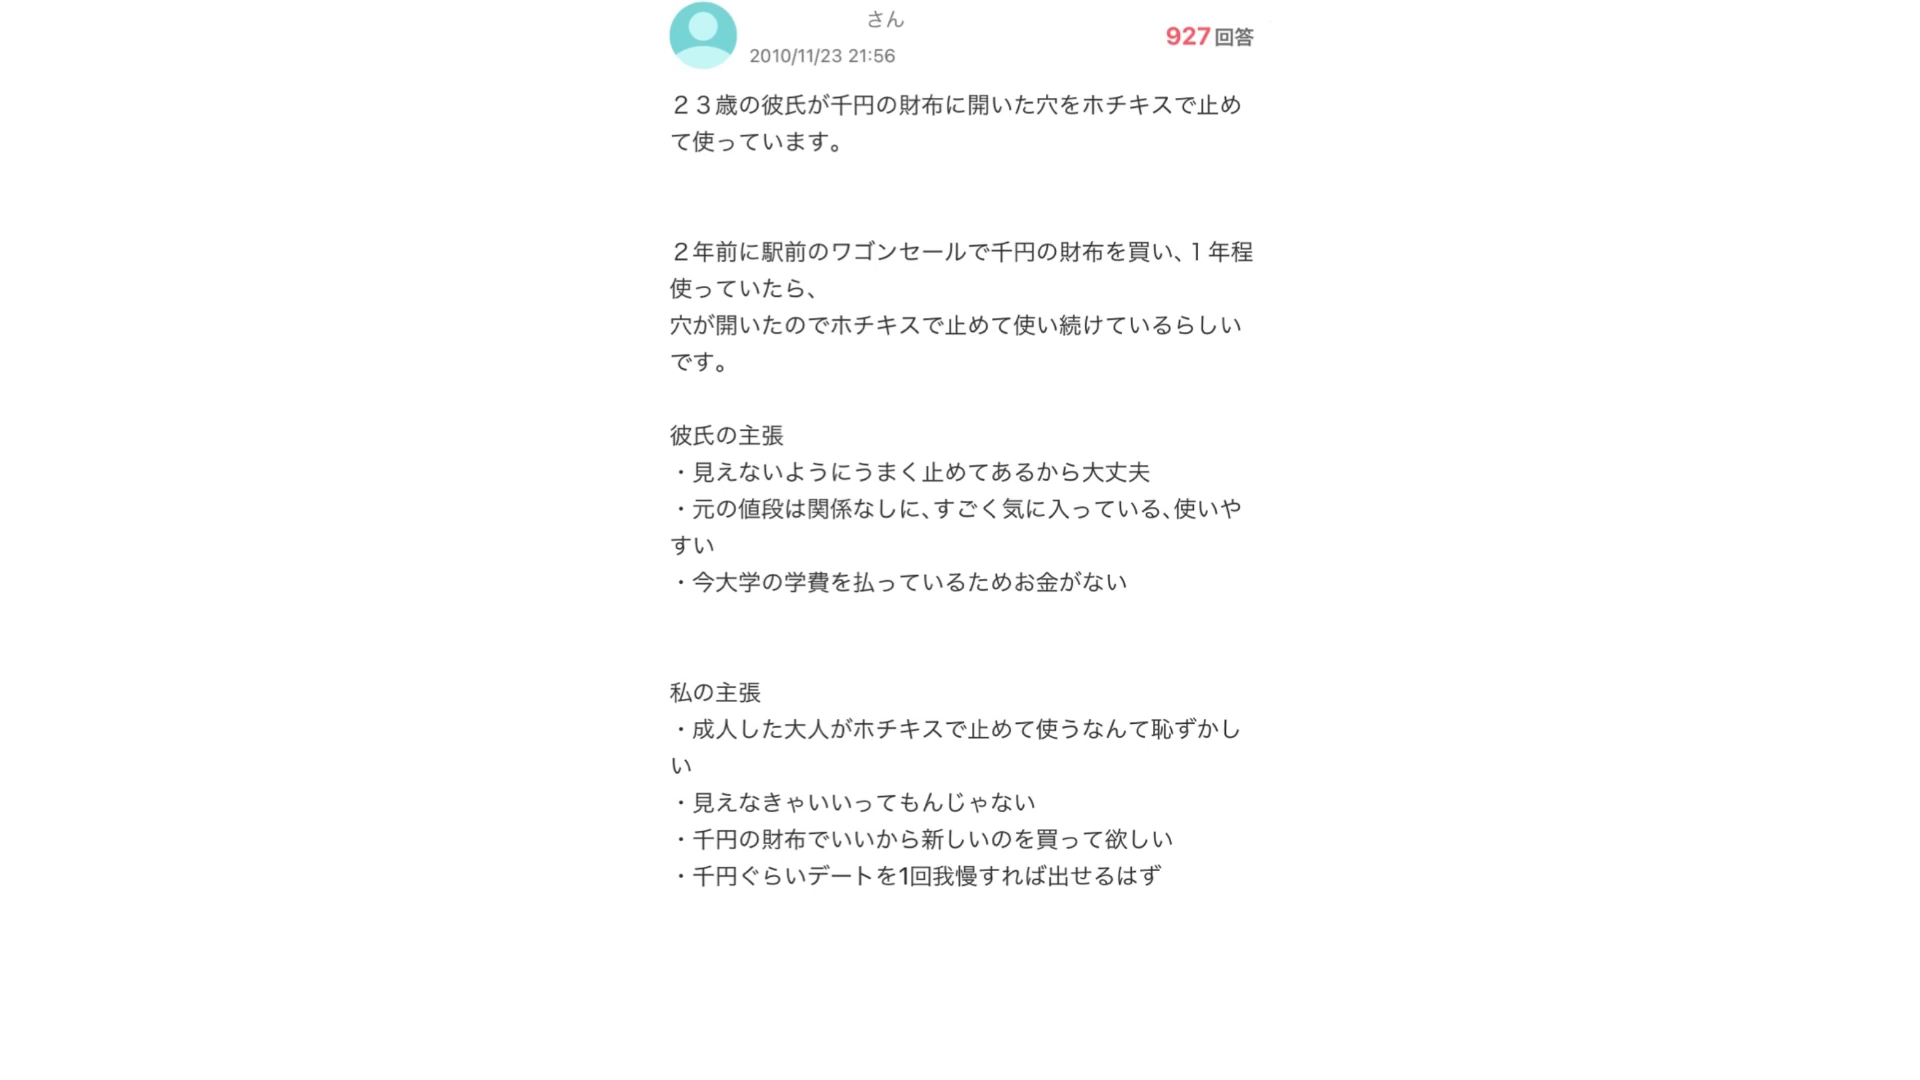 さん
2010/11/23 21:56
927回答
２３歳の彼氏が千円の財布に開いた穴をホチキスで止め
て使っています。
２年前に駅前のワゴンセールで千円の財布を買い、１年程
使っていたら、
穴が開いたのでホチキスで止めて使い続けているらしい
です。
彼氏の主張
・見えないようにうまく止めてあるから大丈夫
・元の値段は関係なしに、すごく気に入っている、使いや
すい
・今大学の学費を払っているためお金がない
私の主張
・成人した大人がホチキスで止めて使うなんて恥ずかし
い
・見えなきゃいいってもんじゃない
・千円の財布でいいから新しいのを買って欲しい
・千円ぐらいデートを1回我慢すれば出せるはず